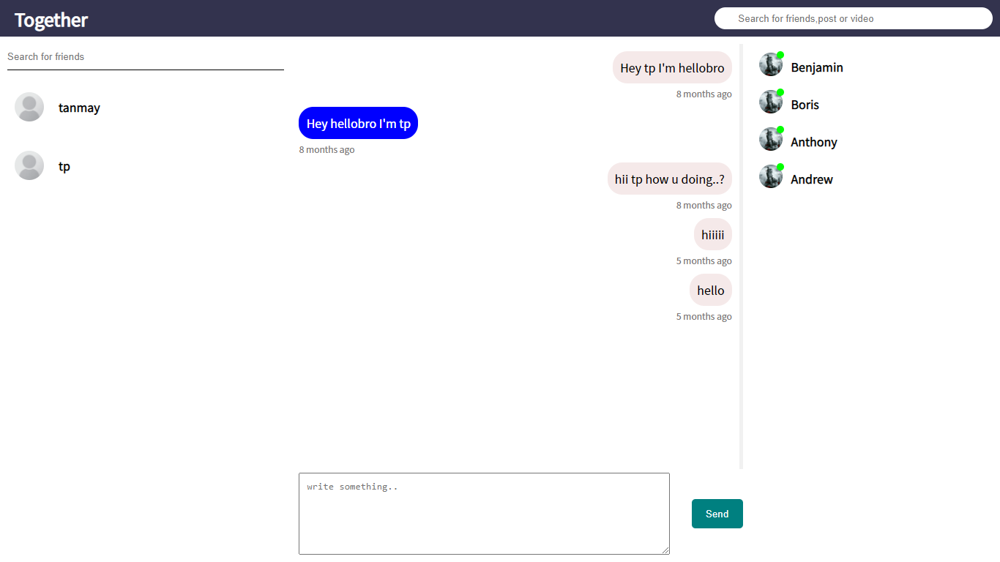 Together
Search for friends,post or video
Search for friends
tanmay
tp
Hey tp I'm hellobro
8 months ago
Hey hellobro I'm tp
8 months ago
hii tp how u doing..?
8 months ago
hiiiii
5 months ago
hello
5 months ago
write something..
Send
Benjamin
Boris
Anthony
Andrew